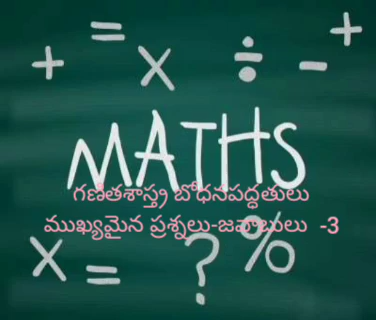 + = × ÷ - +
MATHS
గణితశాస్త్ర బోధనపద్ధతులు
ముఖ్యమైన ప్రశ్నలు-జవాబులు -3
× = ? %